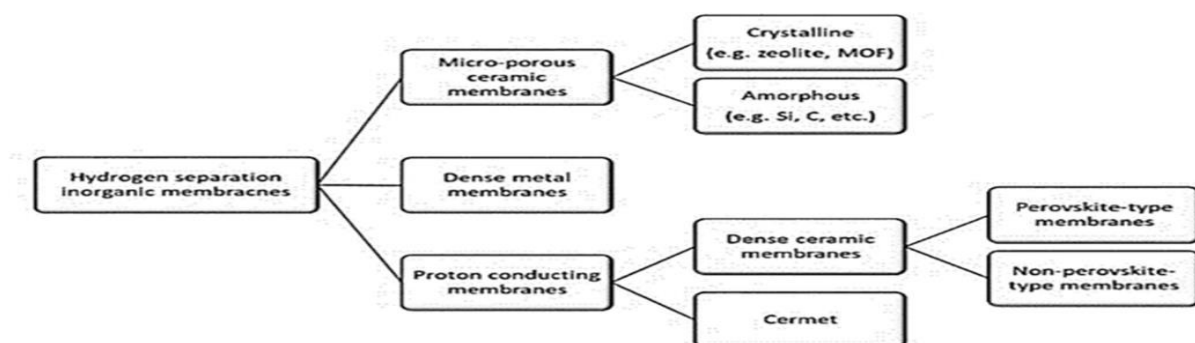 Crystalline
(e.g. zeolite, MOF)
Micro-porous
ceramic
membranes
Amorphous
(e.g. Si, C, etc.)
Hydrogen separation
inorganic membracnes
Dense metal
membranes
Perovskite-type
membranes
Dense ceramic
membranes
Proton conducting
membranes
Non-perovskite-
type membranes
Cermet